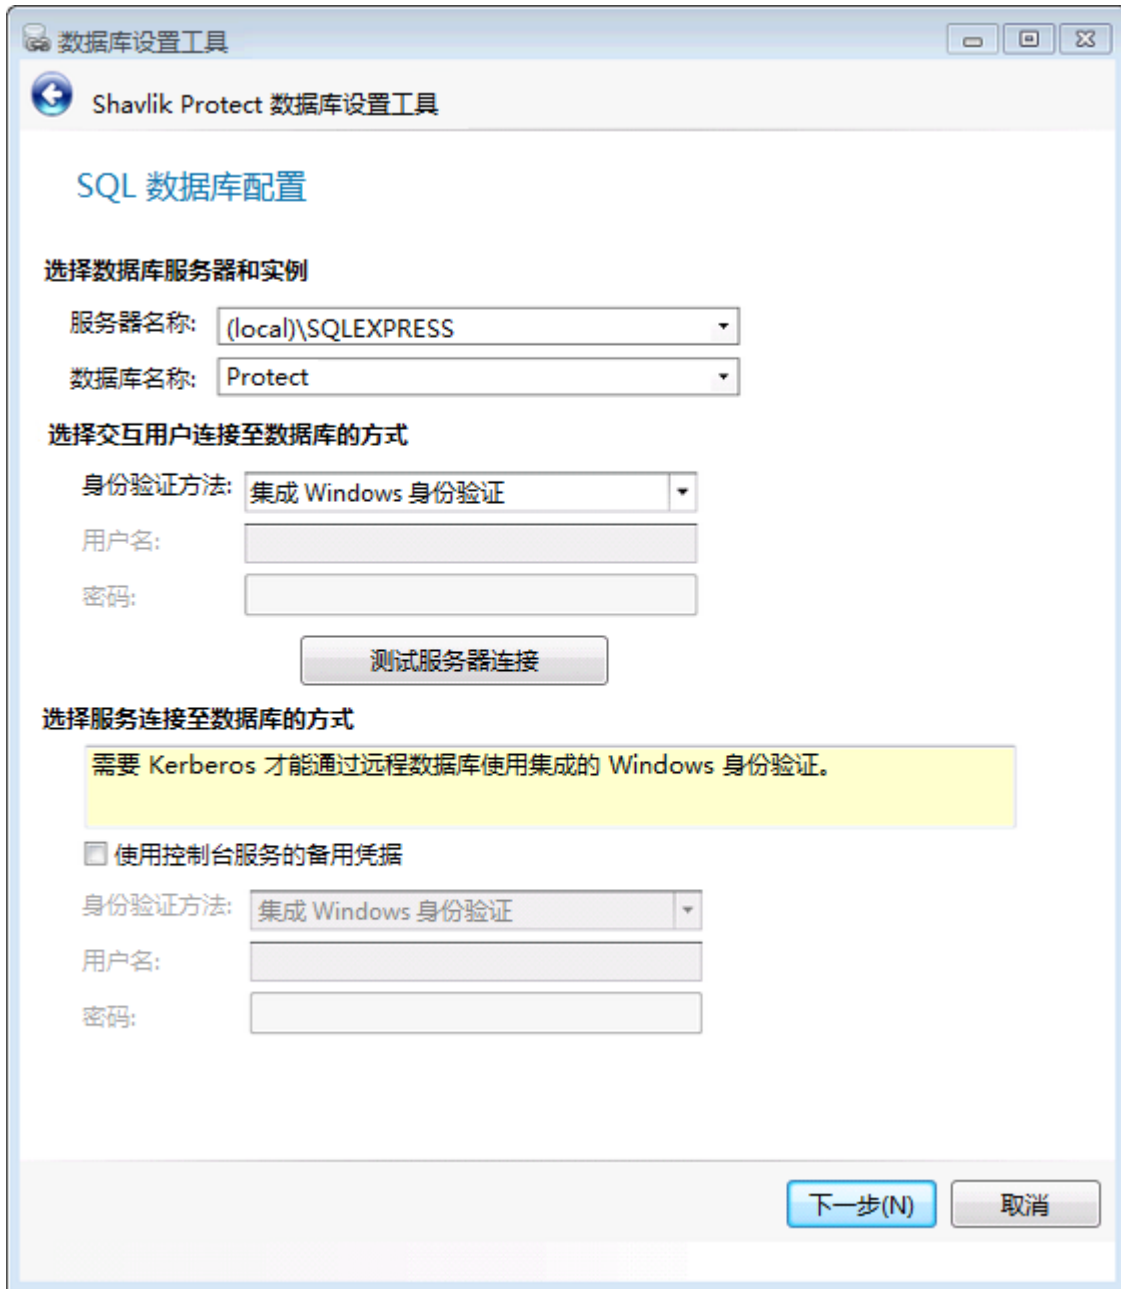 数据库设置工具
Shavlik Protect 数据库设置工具
SQL 数据库配置
选择数据库服务器和实例
服务器名称: (local)\SQLEXPRESS
数据库名称: Protect
选择交互用户连接至数据库的方式
身份验证方法: 集成 Windows 身份验证
用户名:
密码:
测试服务器连接
选择服务连接至数据库的方式
需要 Kerberos 才能通过远程数据库使用集成的 Windows 身份验证。
使用控制台服务的备用凭据
身份验证方法: 集成 Windows 身份验证
用户名:
密码:
下一步(N) 取消